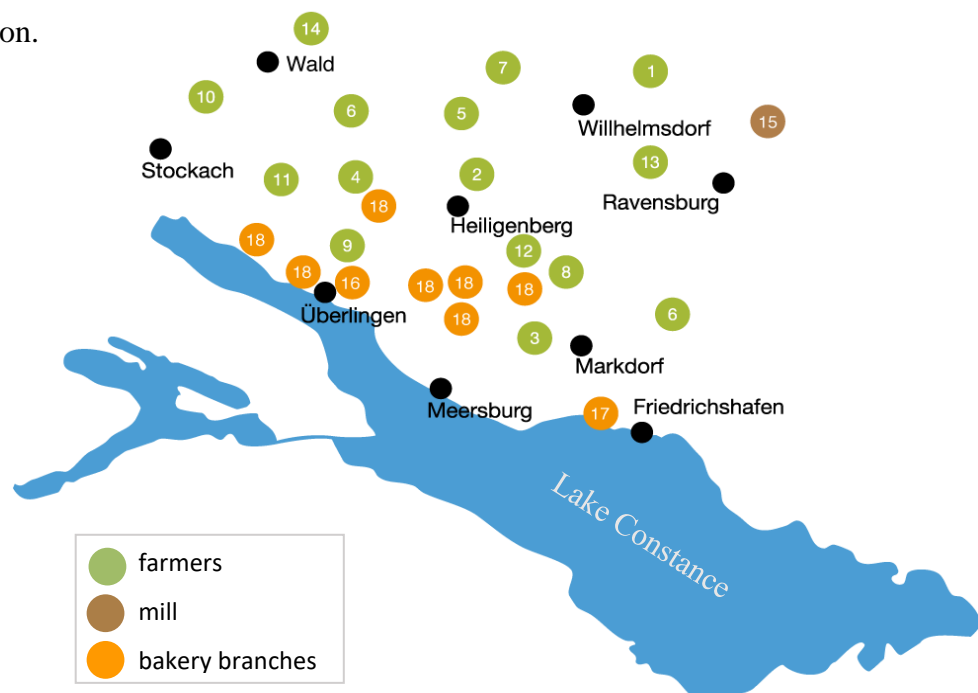 on.
14
Wald
7
1
10
6
5
Willhelmsdorf
15
Stockach
13
11
4
2
Ravensburg
18
Heiligenberg
18
9
12
18
16
18
18
8
18
Überlingen
18
6
3
Markdorf
Meersburg
17
Friedrichshafen
Lake Constance
farmers
mill
bakery branches